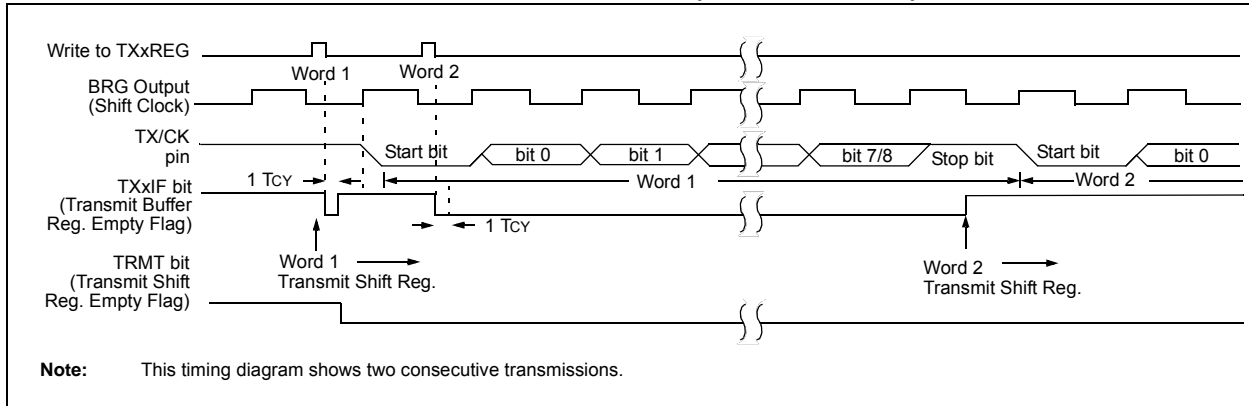 Write to TXxREG
Word 1
Word 2
BRG Output
(Shift Clock)
TX/CK
pin
Start bit
bit 0
bit 1
bit 7/8
Stop bit
Start bit
bit 0
1 TCY
Word 1
Word 2
TXxIF bit
(Transmit Buffer
Reg. Empty Flag)
1 TCY
Word 1
Transmit Shift Reg.
Word 2
Transmit Shift Reg.
TRMT bit
(Transmit Shift
Reg. Empty Flag)
Note: This timing diagram shows two consecutive transmissions.